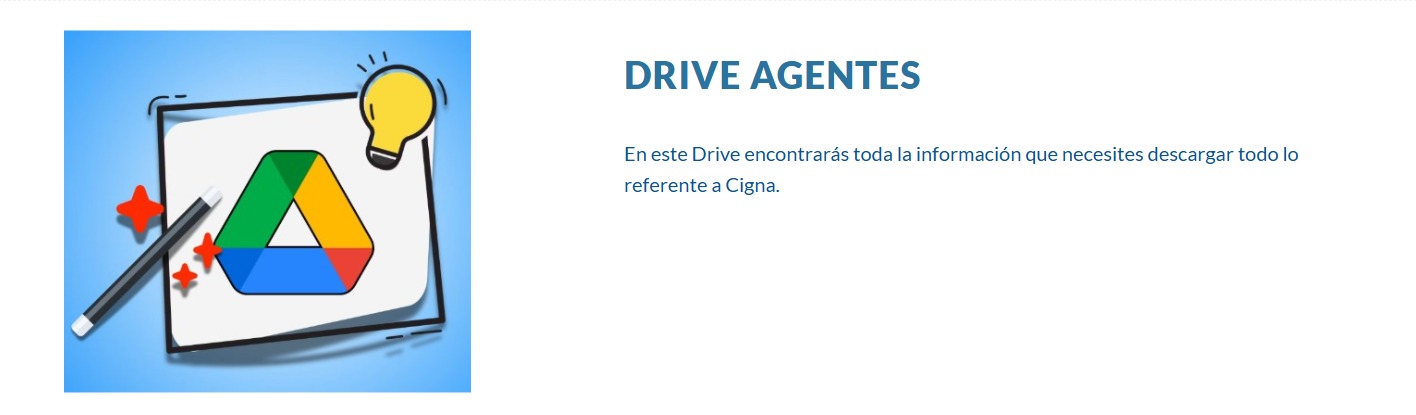 DRIVE AGENTES
En este Drive encontrarás toda la información que necesites descargar todo lo
referente a Cigna.